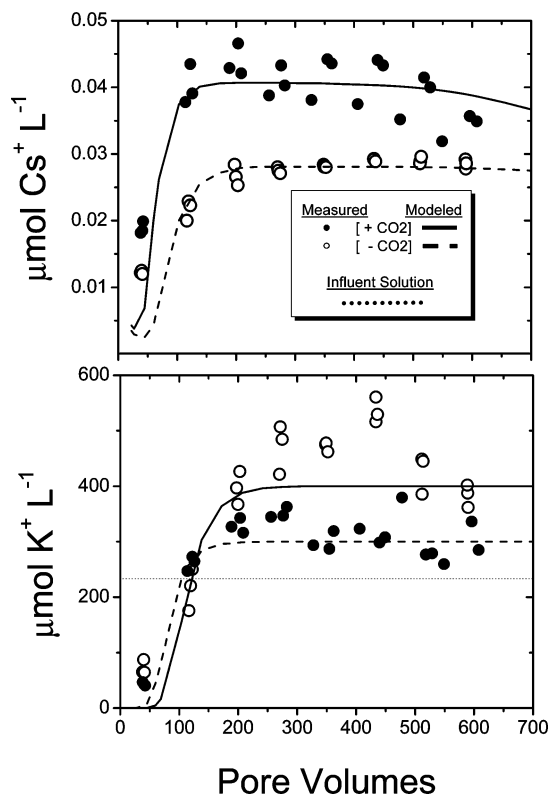 0.05
0.04
0.03
0.02
0.01
μmol Cs+ L-1
Measured Modeled
[ + CO2]
[ - CO2]
Influent Solution
600
400
200
0
μmol K+ L-1
0 100 200 300 400 500 600 700
Pore Volumes